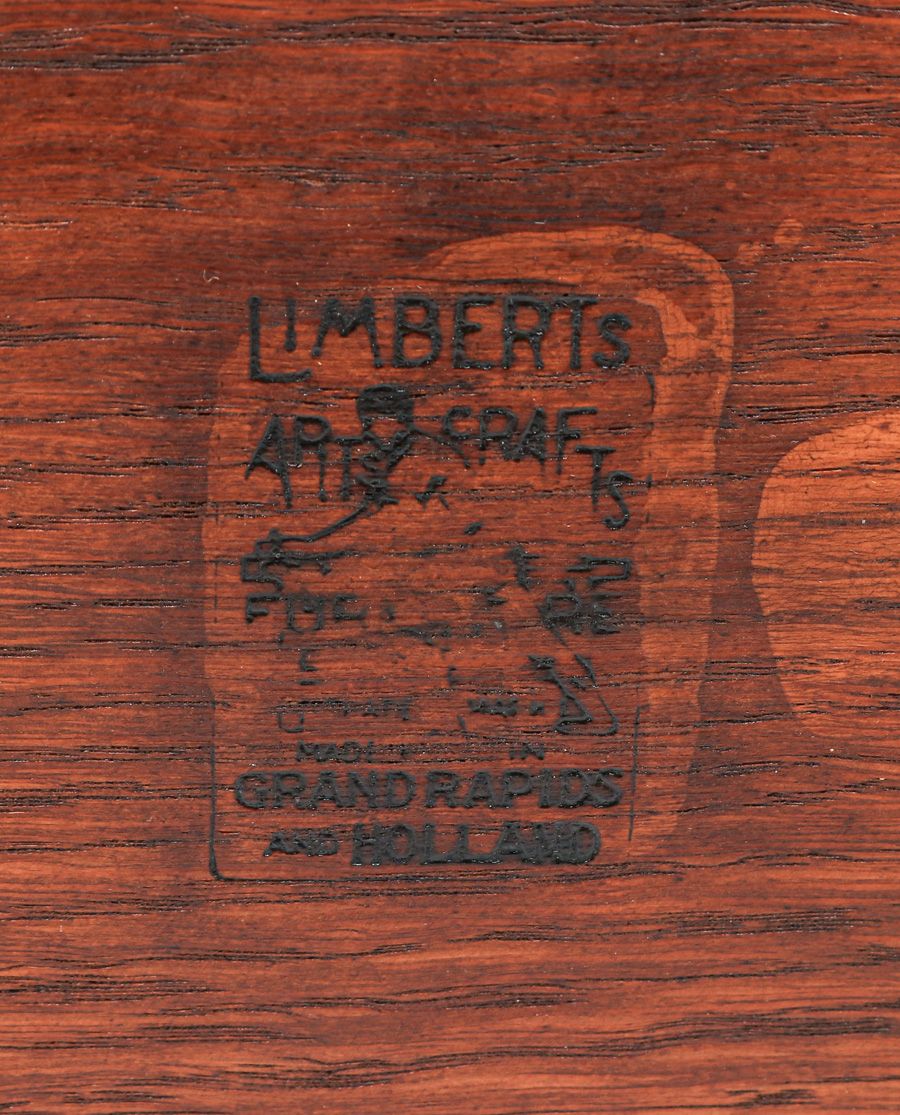 LIMBERTS
ARTS CRAFTS
MADE IN
GRAND RAPIDS
AND HOLLAND